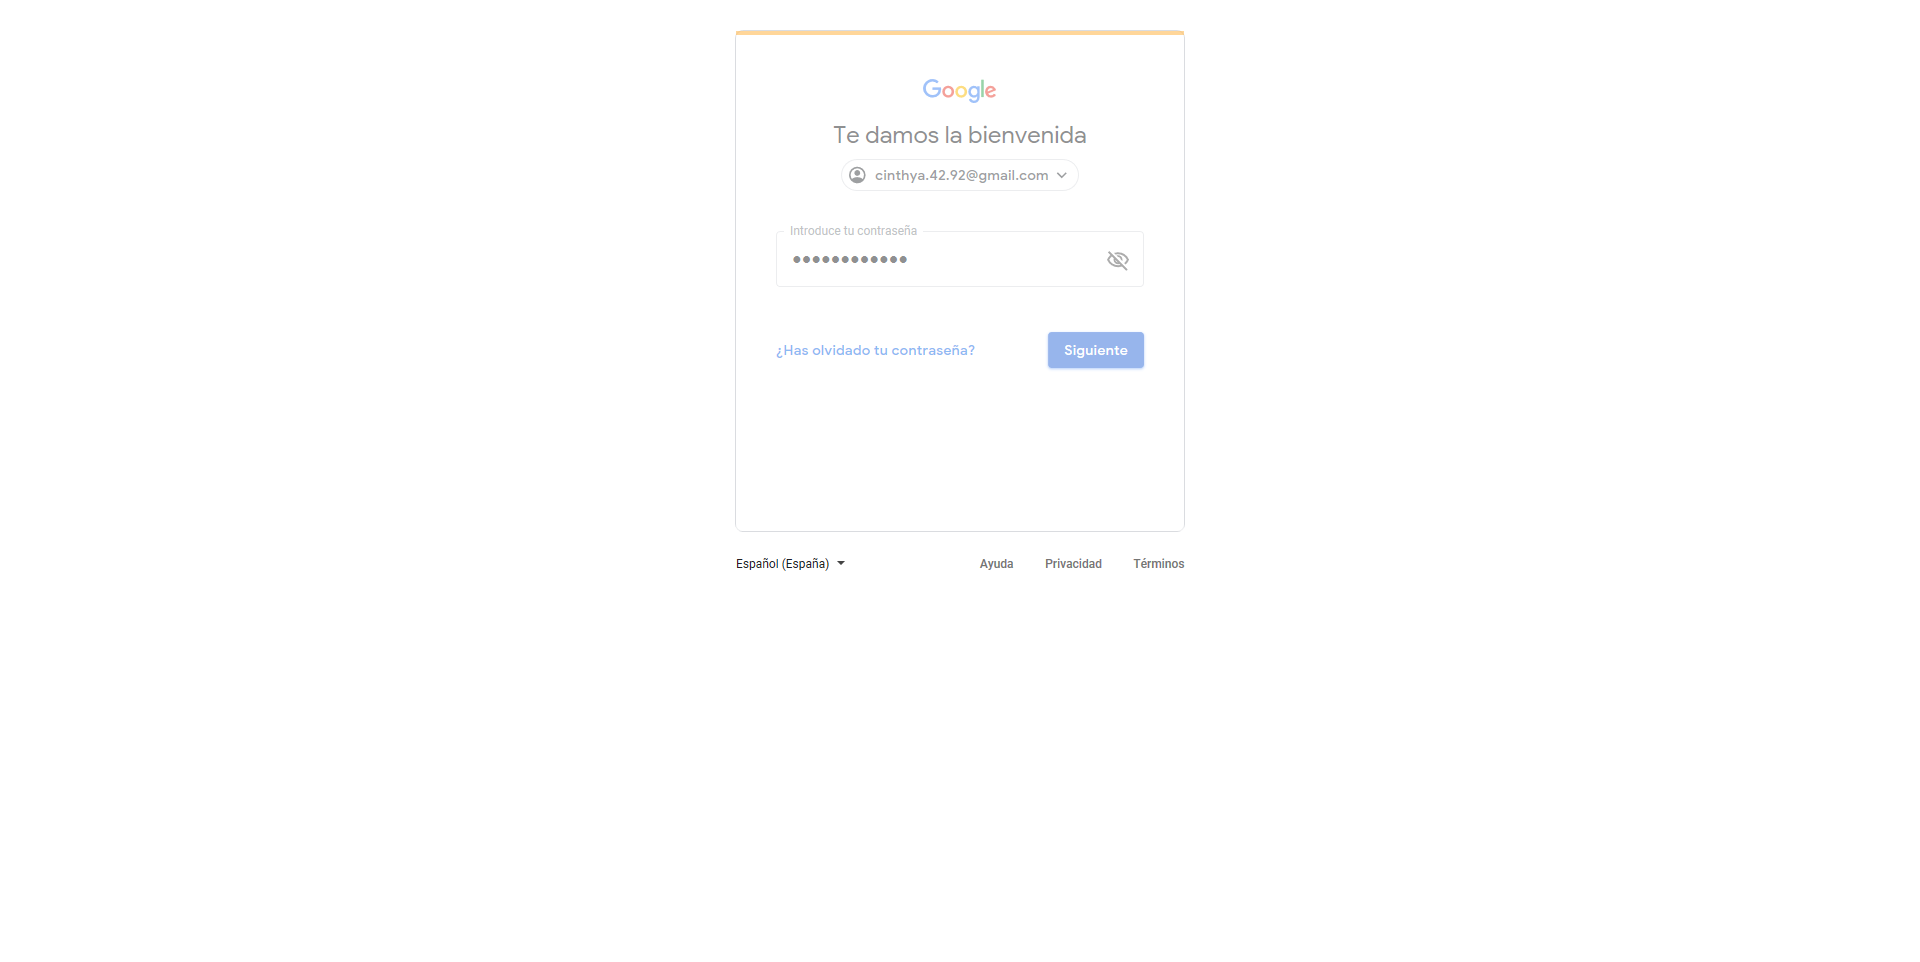 Google
Te damos la bienvenida
cinthya.42.92@gmail.com
Introduce tu contraseña
••••••••••••
¿Has olvidado tu contraseña?
Siguiente
Español (España)
Ayuda
Privacidad
Términos